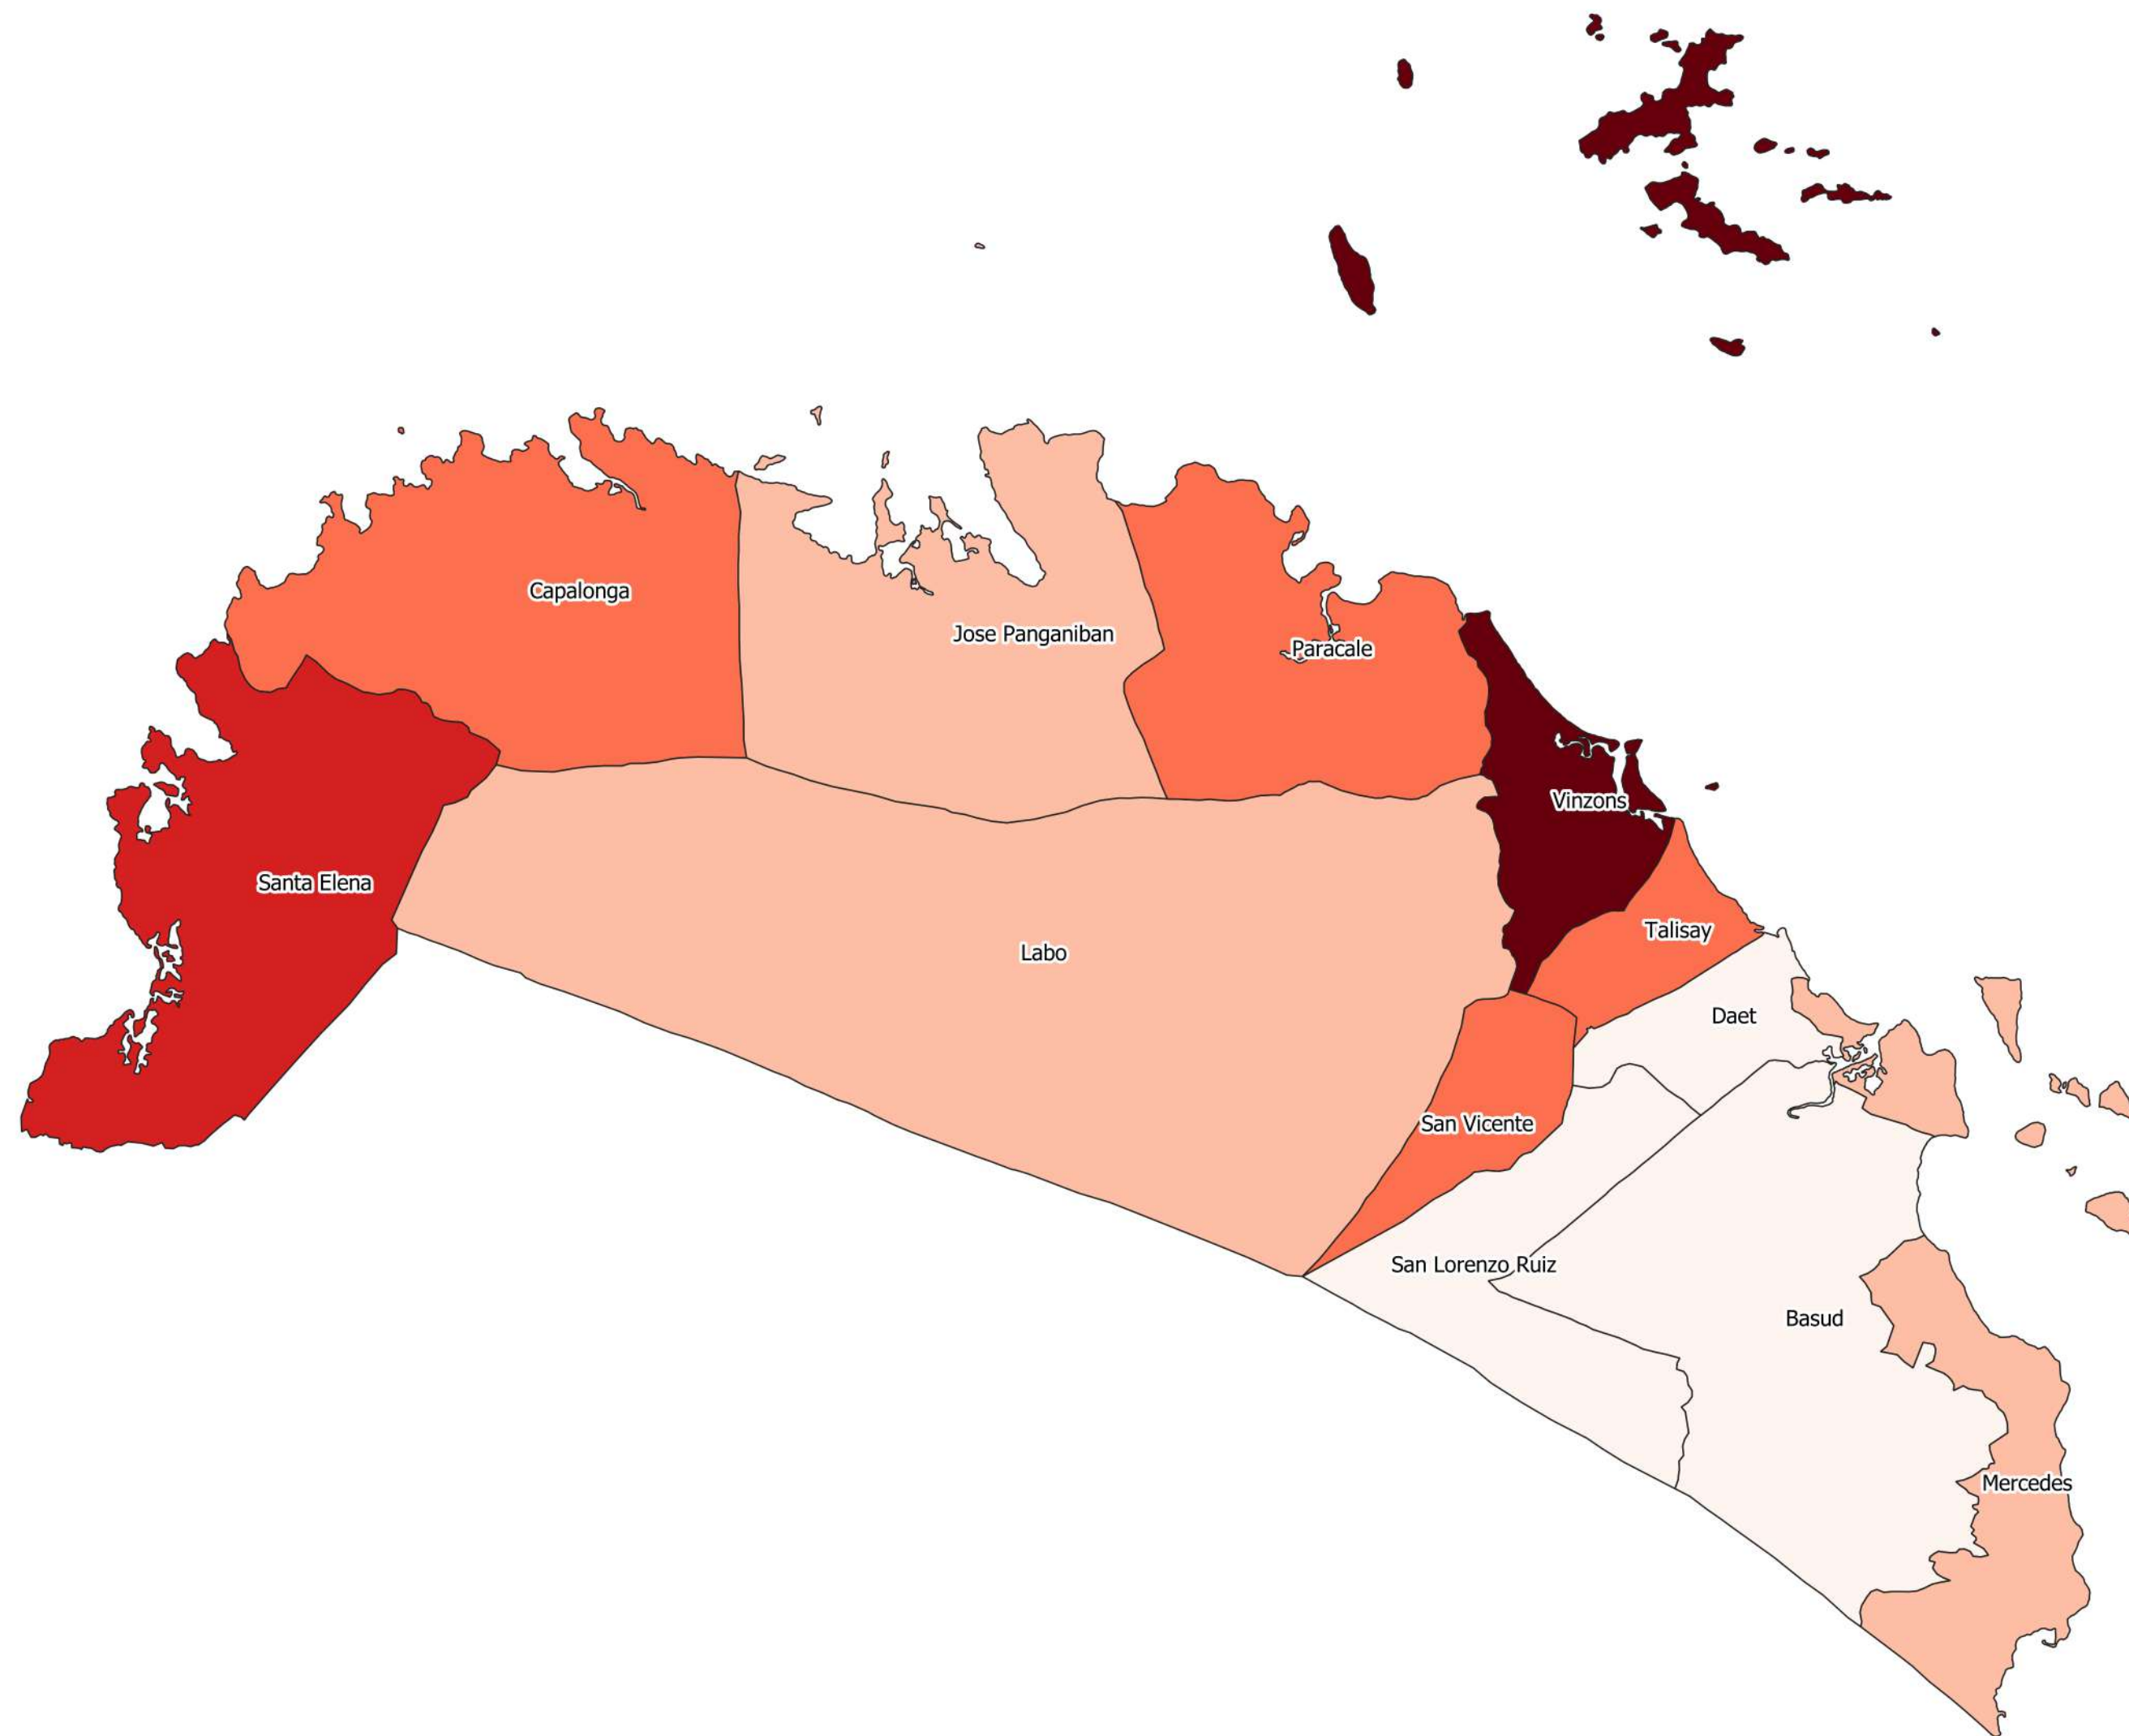 Capalonga
Jose Panganiban
Paracale
Vinzons
Santa Elena
Talisay
Labo
Daet
San Vicente
San Lorenzo Ruiz
Basud
Mercedes